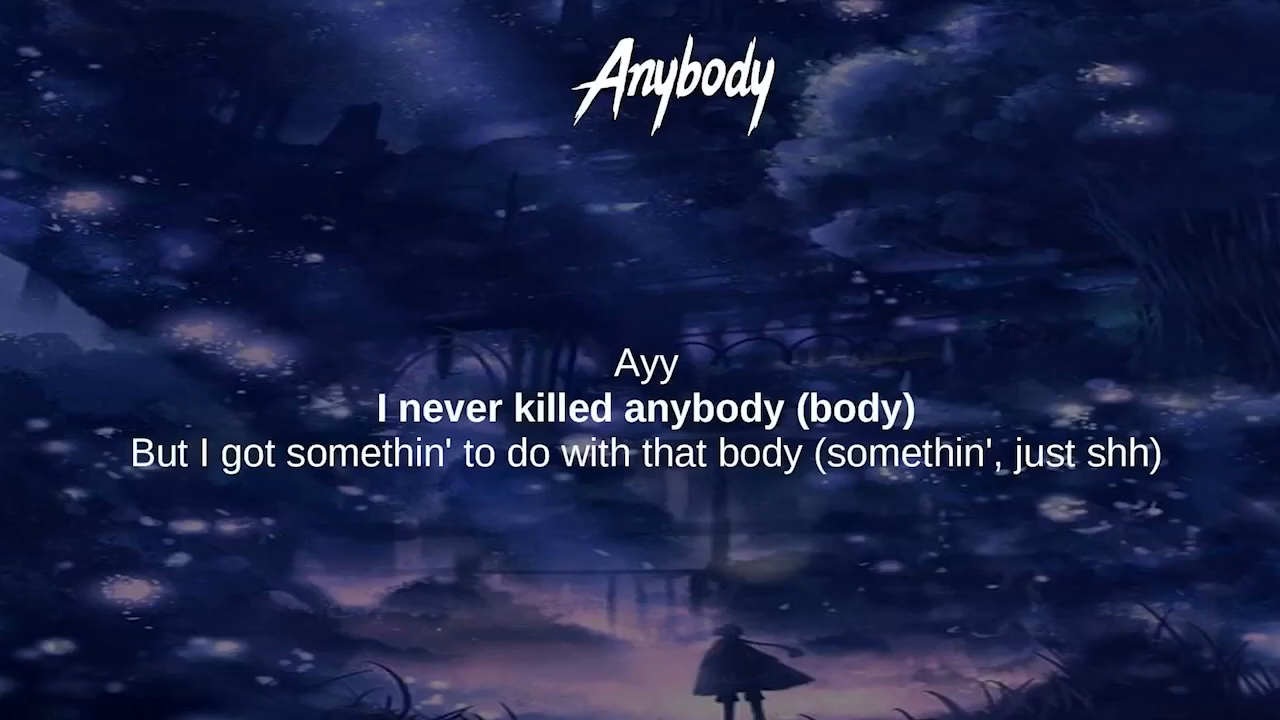 Anybody
Ayy
I never killed anybody (body)
But I got somethin' to do with that body (somethin', just shh)